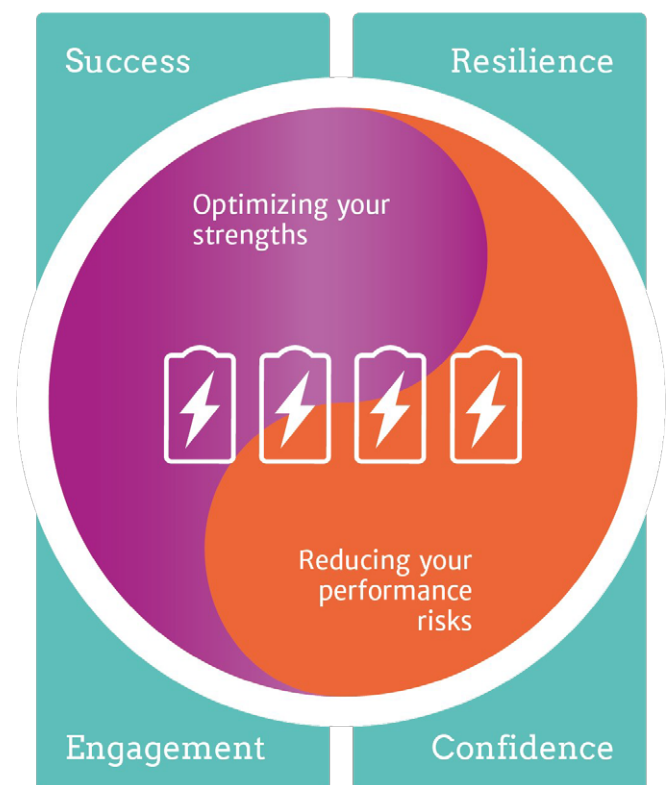 Success
Resilience
Optimizing your
strengths
Reducing your
performance
risks
Engagement
Confidence